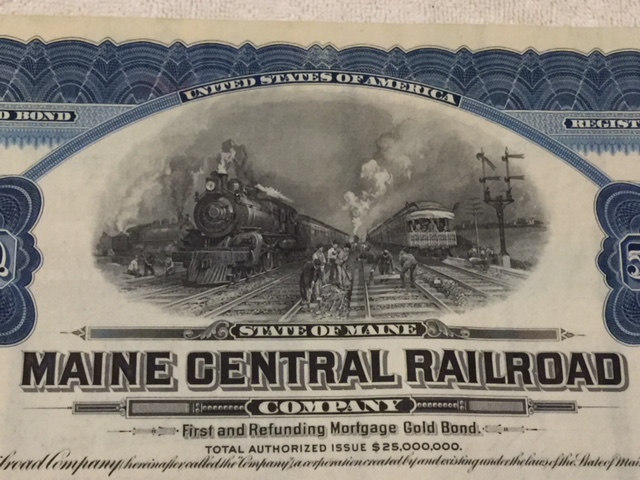 UNITED STATES OF AMERICA
D BOND
REGIST
STATE OF MAINE
MAINE CENTRAL RAILROAD
COMPANY
First and Refunding Mortgage Gold Bond.
TOTAL AUTHORIZED ISSUE $25,000,000.
ilroad Company, hereinafter called the Company, a corporation created by and existing under the laws of the State of Mai